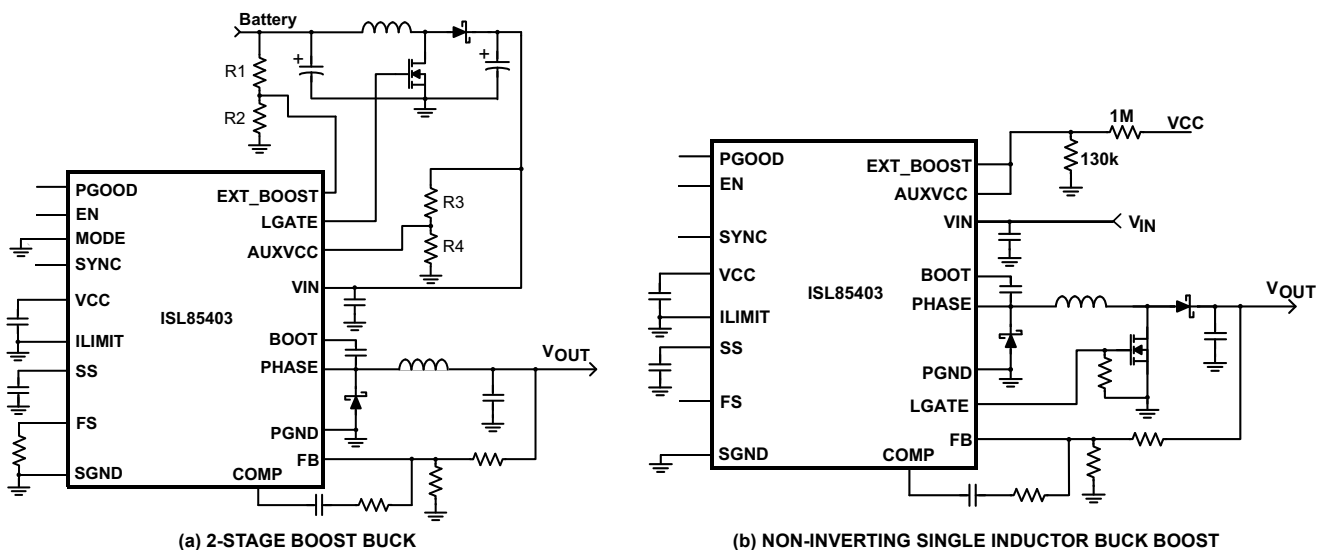 Battery
R1
R2
PGOOD
EN
MODE
SYNC
VCC
ILIMIT
SS
FS
SGND
ISL85403
EXT_BOOST
LGATE
AUXVCC
VIN
BOOT
PHASE
PGND
FB
COMP
R3
R4
VOUT
(a) 2-STAGE BOOST BUCK
PGOOD
EN
SYNC
VCC
ILIMIT
SS
FS
SGND
ISL85403
EXT_BOOST
AUXVCC
VIN
BOOT
PHASE
PGND
LGATE
FB
COMP
1M
VCC
130k
VIN
VOUT
(b) NON-INVERTING SINGLE INDUCTOR BUCK BOOST